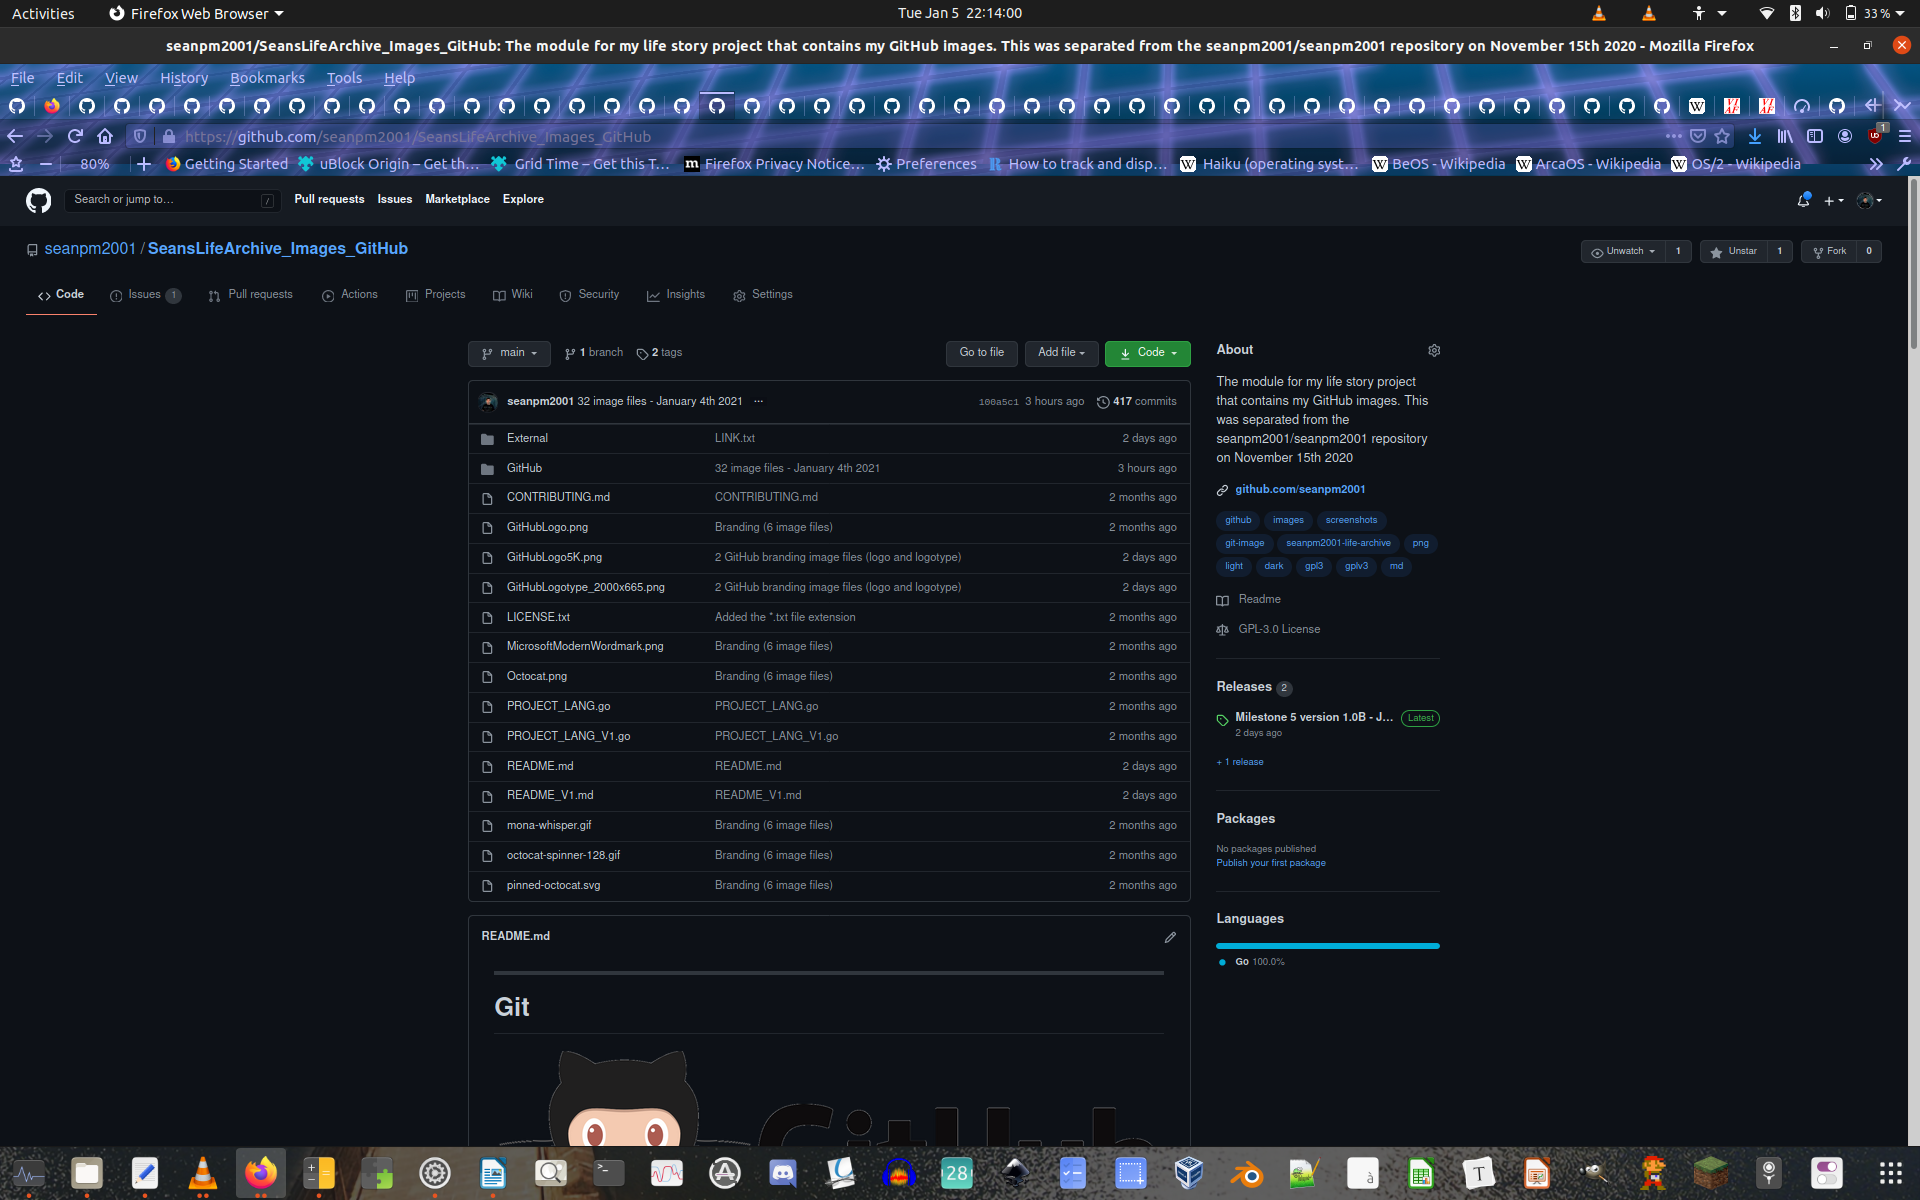 Activities Firefox Web Browser Tue Jan 5 22:14:00 33 %
seanpm2001/SeansLifeArchive_Images_GitHub: The module for my life story project that contains my GitHub images. This was separated from the seanpm2001/seanpm2001 repository on November 15th 2020 - Mozilla Firefox
File Edit View History Bookmarks Tools Help
https://github.com/seanpm2001/SeansLifeArchive_Images_GitHub 1
80% Getting Started uBlock Origin – Get th… Grid Time – Get this T… Firefox Privacy Notice… Preferences How to track and disp… Haiku (operating syst… BeOS - Wikipedia ArcaOS - Wikipedia OS/2 - Wikipedia
Search or jump to… / Pull requests Issues Marketplace Explore
seanpm2001 / SeansLifeArchive_Images_GitHub Unwatch 1 Unstar 1 Fork 0
Code Issues 1 Pull requests Actions Projects Wiki Security Insights Settings
main 1 branch 2 tags Go to file Add file Code
seanpm2001 32 image files - January 4th 2021 … 100a5c1 3 hours ago 417 commits
External LINK.txt 2 days ago
GitHub 32 image files - January 4th 2021 3 hours ago
CONTRIBUTING.md CONTRIBUTING.md 2 months ago
GitHubLogo.png Branding (6 image files) 2 months ago
GitHubLogo5K.png 2 GitHub branding image files (logo and logotype) 2 days ago
GitHubLogotype_2000x665.png 2 GitHub branding image files (logo and logotype) 2 days ago
LICENSE.txt Added the *.txt file extension 2 months ago
MicrosoftModernWordmark.png Branding (6 image files) 2 months ago
Octocat.png Branding (6 image files) 2 months ago
PROJECT_LANG.go PROJECT_LANG.go 2 months ago
PROJECT_LANG_V1.go PROJECT_LANG_V1.go 2 months ago
README.md README.md 2 days ago
README_V1.md README_V1.md 2 days ago
mona-whisper.gif Branding (6 image files) 2 months ago
octocat-spinner-128.gif Branding (6 image files) 2 months ago
pinned-octocat.svg Branding (6 image files) 2 months ago
README.md
Git
GitHub
About
The module for my life story project
that contains my GitHub images. This
was separated from the
seanpm2001/seanpm2001 repository
on November 15th 2020
github.com/seanpm2001
github images screenshots
git-image seanpm2001-life-archive png
light dark gpl3 gplv3 md
Readme
GPL-3.0 License
Releases 2
Milestone 5 version 1.0B - J… Latest
2 days ago
+ 1 release
Packages
No packages published
Publish your first package
Languages
Go 100.0%
28